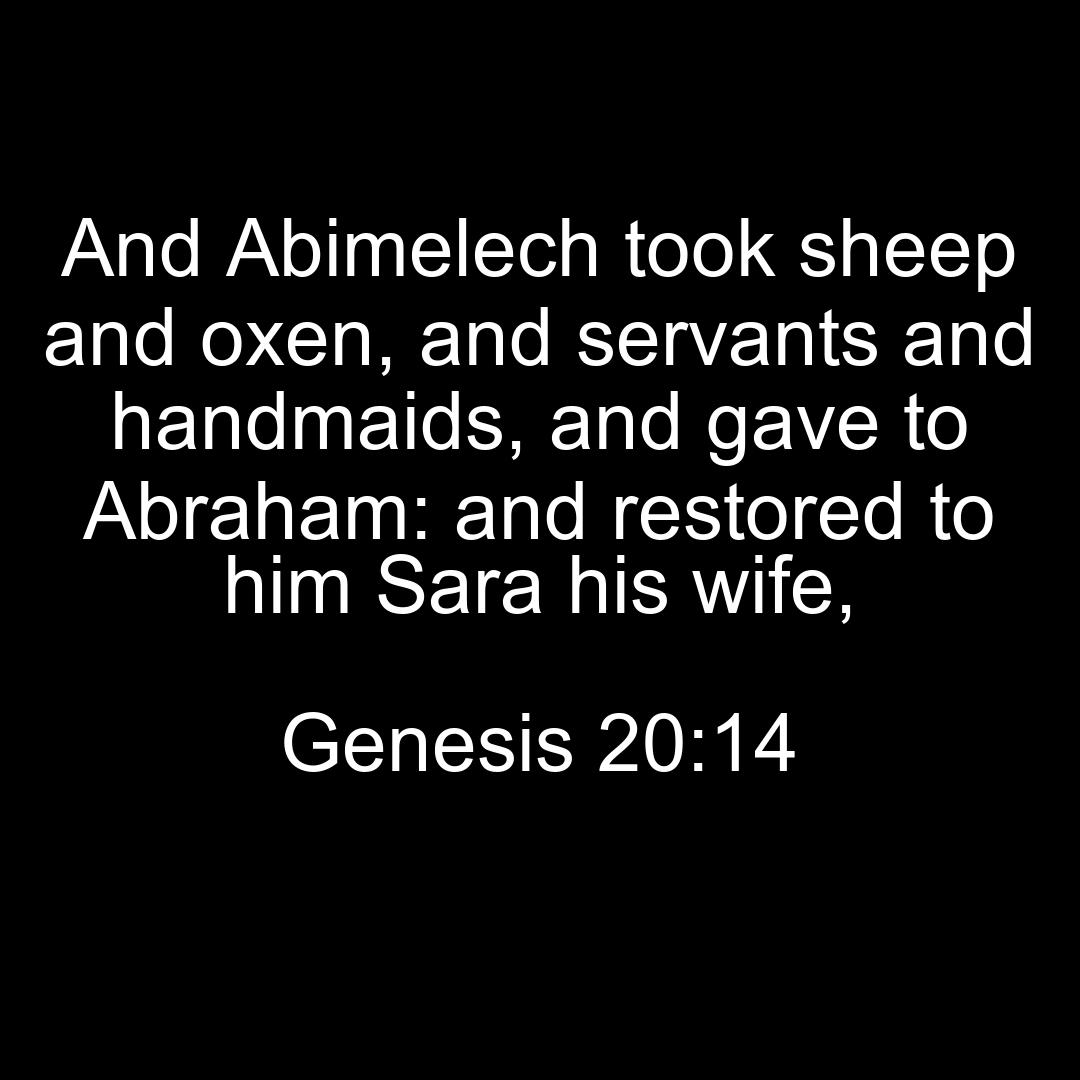 And Abimelech took sheep
and oxen, and servants and
handmaids, and gave to
Abraham: and restored to
him Sara his wife,
Genesis 20:14